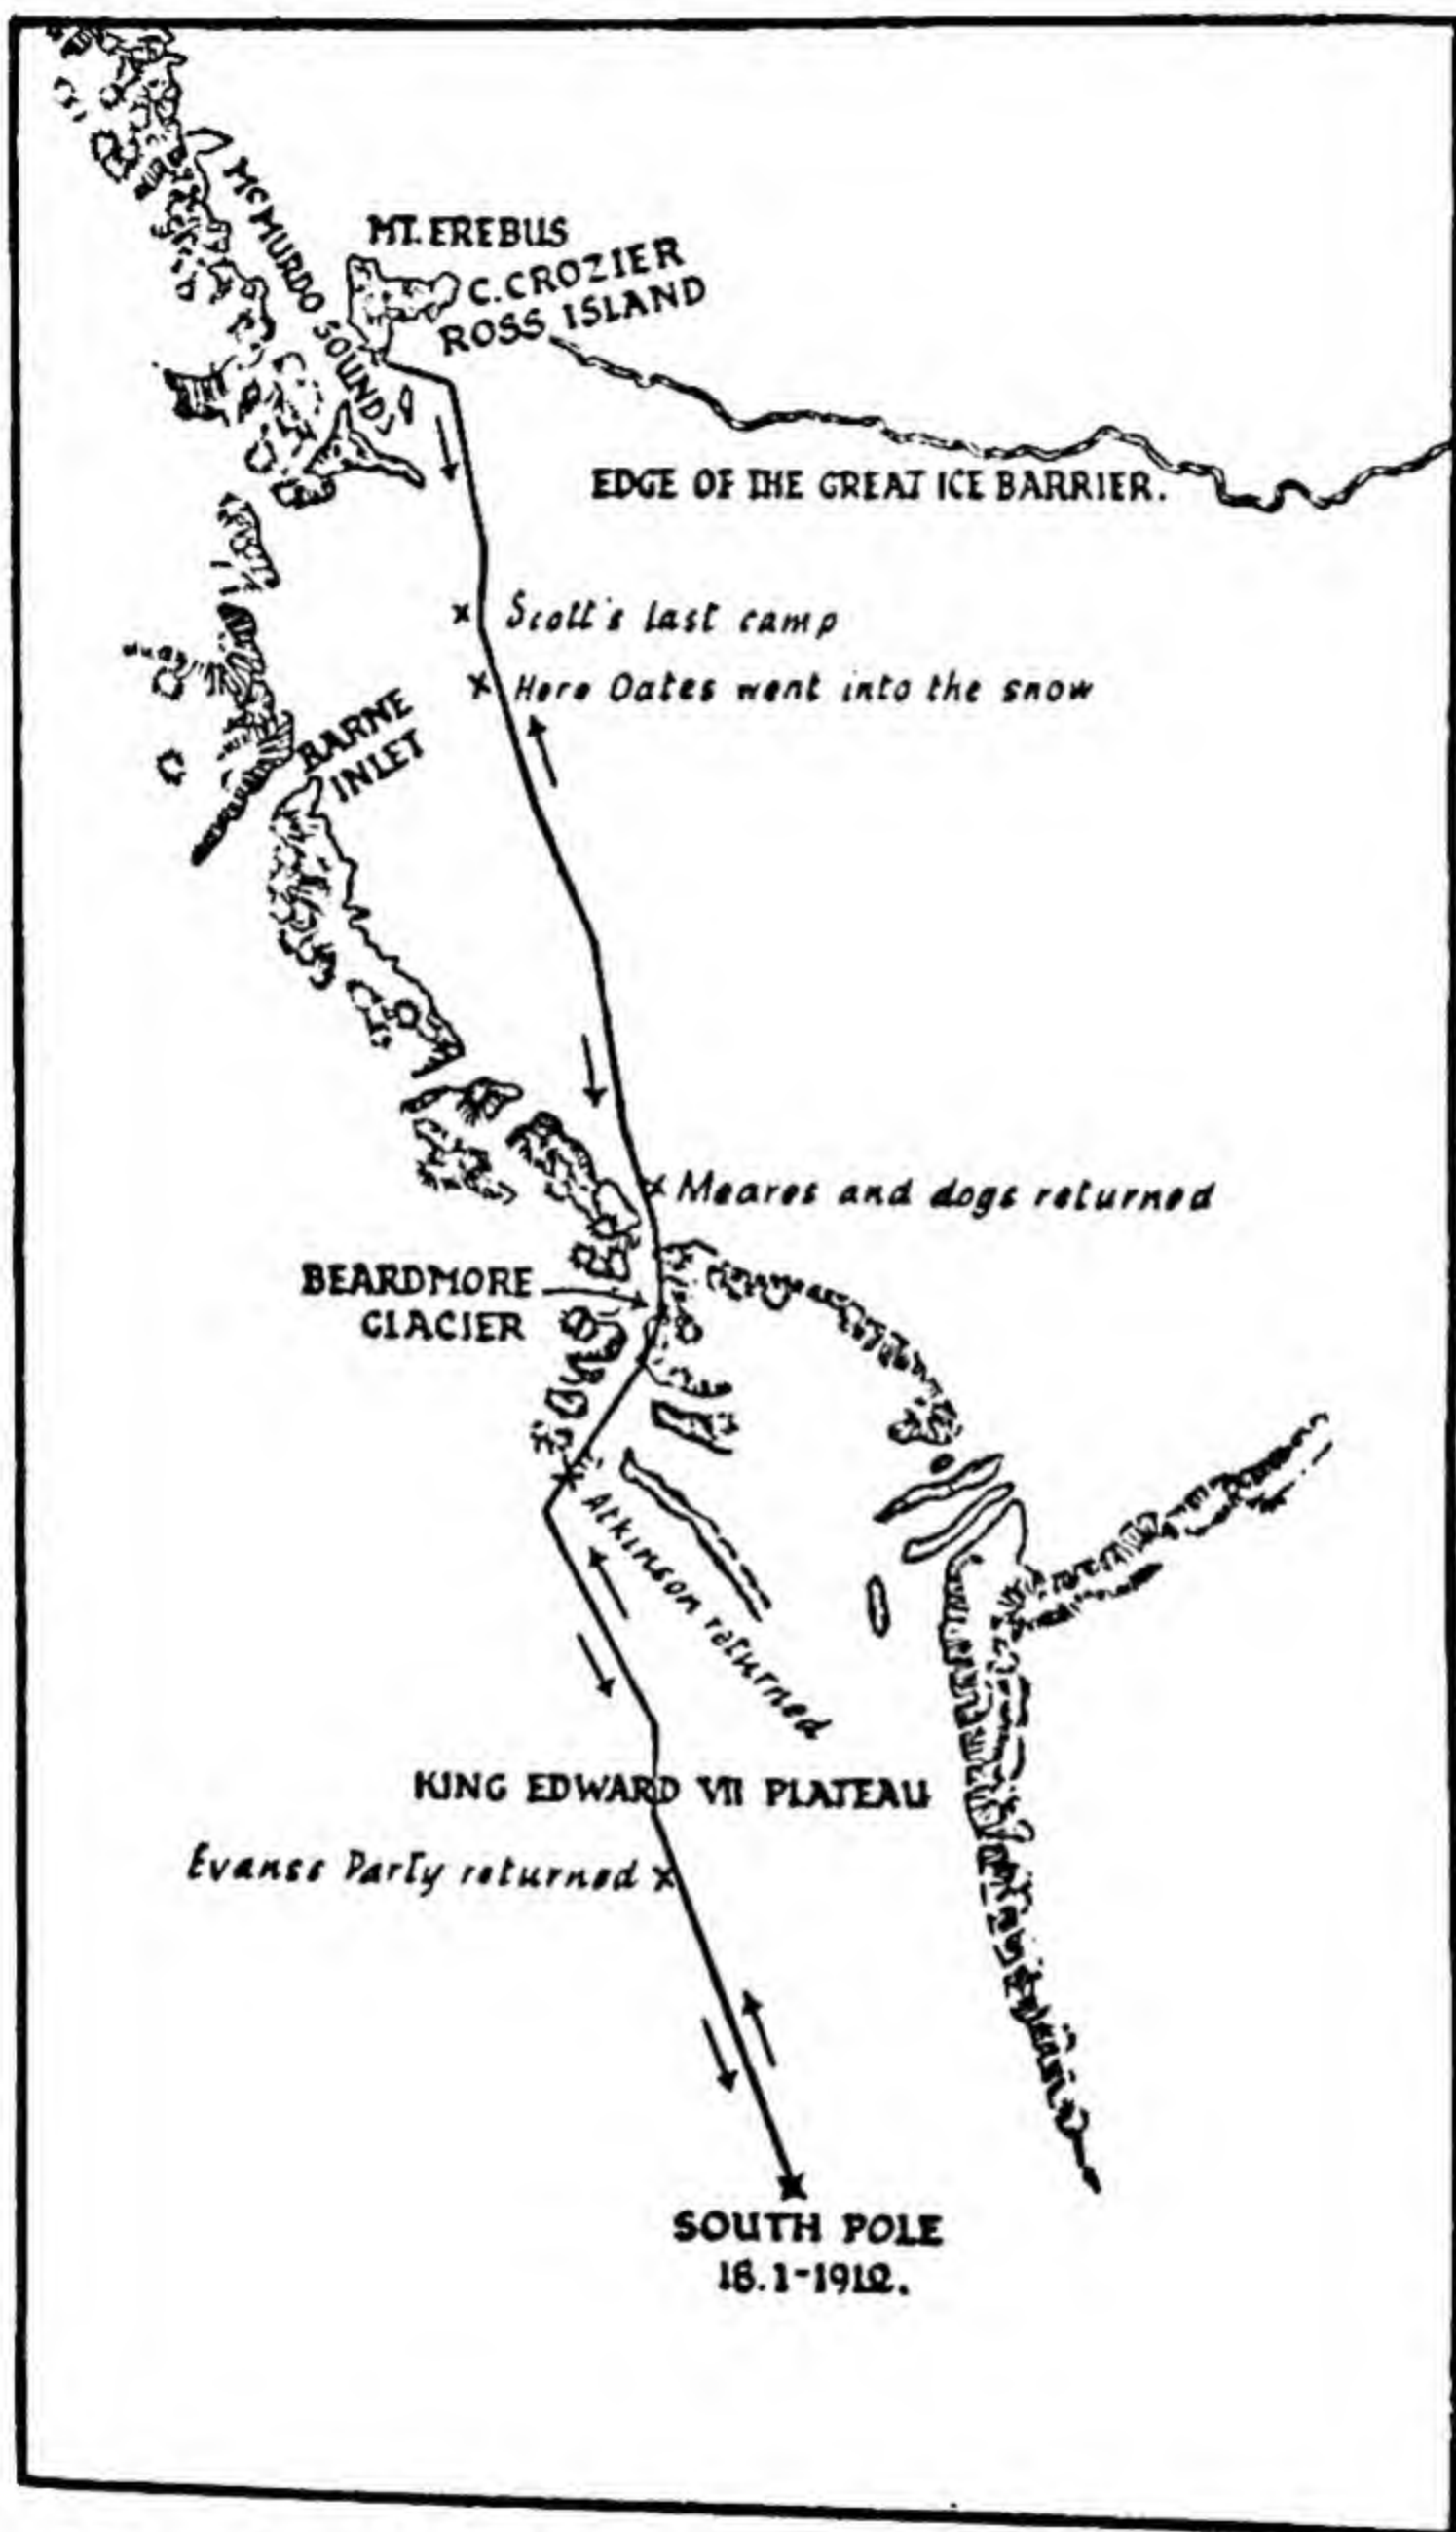 McMURDO SOUND
MT. EREBUS
C. CROZIER
ROSS ISLAND
EDGE OF THE GREAT ICE BARRIER.
Scott's last camp
Here Oates went into the snow
BARNE
INLET
Meares and dogs returned
BEARDMORE
GLACIER
Atkinson returned
KING EDWARD VII PLATEAU
Evanss Party returned
SOUTH POLE
18.1-1912.